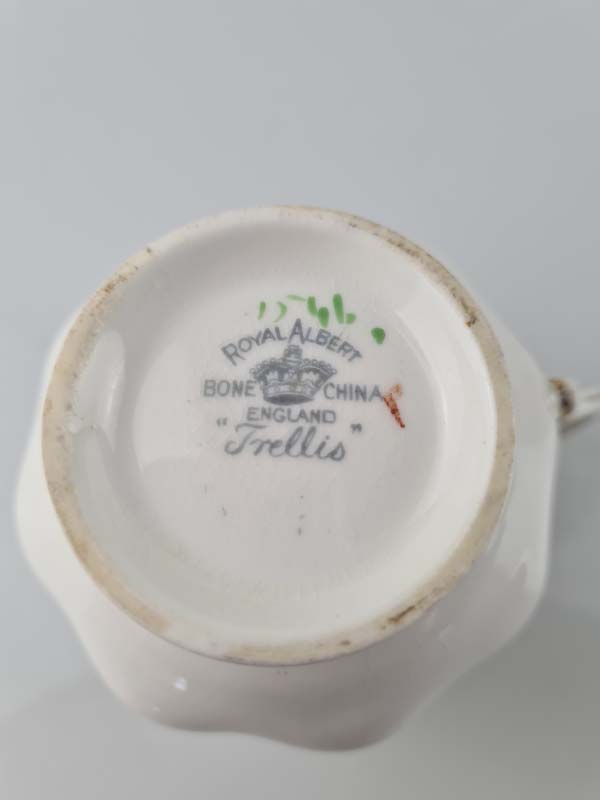 ROYAL ALBERT
BONE CHINA
ENGLAND
"Trellis"